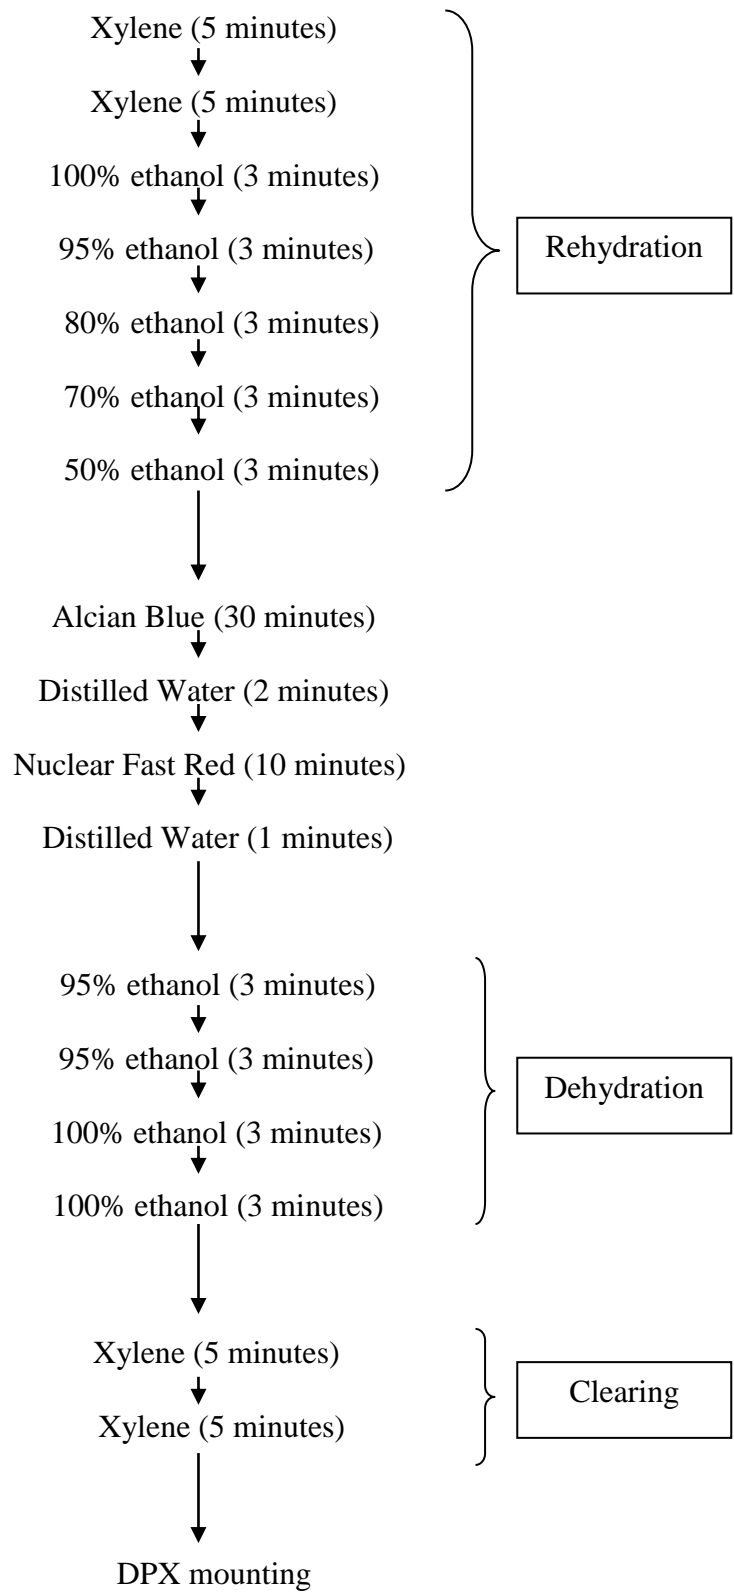 Xylene (5 minutes)
Xylene (5 minutes)
100% ethanol (3 minutes)
95% ethanol (3 minutes)
Rehydration
80% ethanol (3 minutes)
70% ethanol (3 minutes)
50% ethanol (3 minutes)
Alcian Blue (30 minutes)
Distilled Water (2 minutes)
Nuclear Fast Red (10 minutes)
Distilled Water (1 minutes)
95% ethanol (3 minutes)
95% ethanol (3 minutes)
Dehydration
100% ethanol (3 minutes)
100% ethanol (3 minutes)
Xylene (5 minutes)
Clearing
Xylene (5 minutes)
DPX mounting